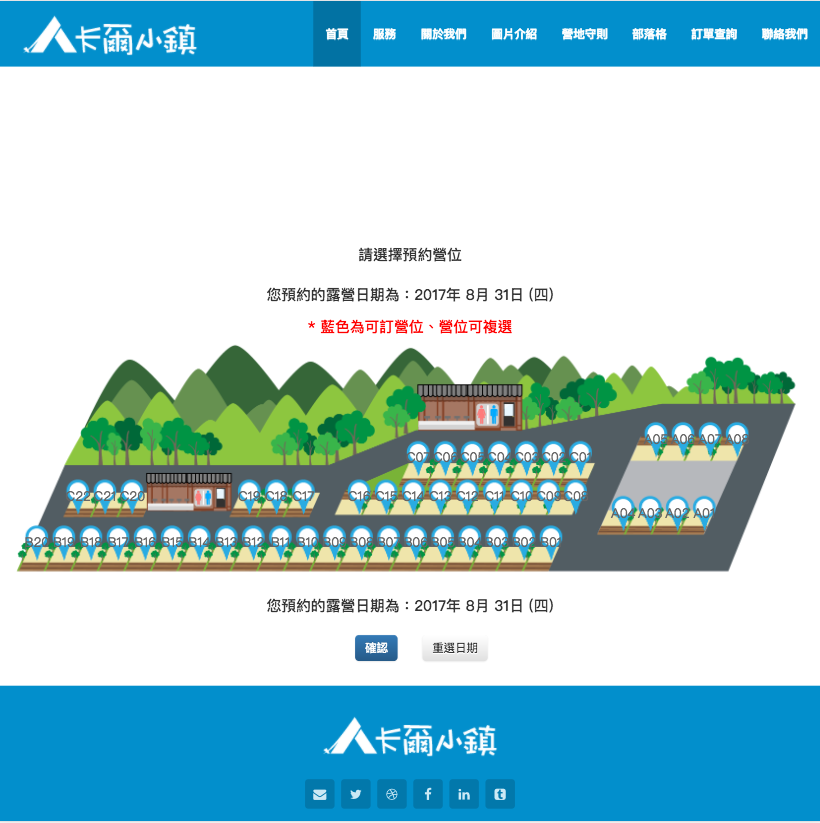 卡爾小鎮
首頁 服務 關於我們 圖片介紹 營地守則 部落格 訂單查詢 聯絡我們
請選擇預約營位
您預約的露營日期為：2017年 8月 31日 (四)
* 藍色為可訂營位、營位可複選
A05 A06 A07 A08
C07 C06 C05 C04 C03 C02 C01
C22 C21 C20 C19 C18 C17 C16 C15 C14 C13 C12 C11 C10 C09 C08
A04 A03 A02 A01
B20 B19 B18 B17 B16 B15 B14 B13 B12 B11 B10 B09 B08 B07 B06 B05 B04 B03 B02 B01
您預約的露營日期為：2017年 8月 31日 (四)
確認 重選日期
卡爾小鎮